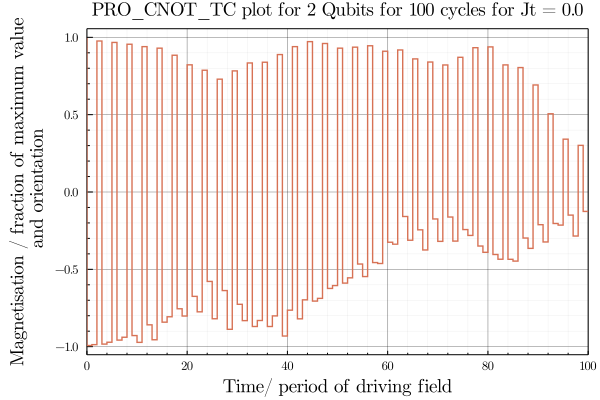 PRO_CNOT_TC plot for 2 Qubits for 100 cycles for Jt = 0.0
Magnetisation / fraction of maximum value
and orientation
1.0
0.5
0.0
−0.5
−1.0
0 20 40 60 80 100
Time/ period of driving field